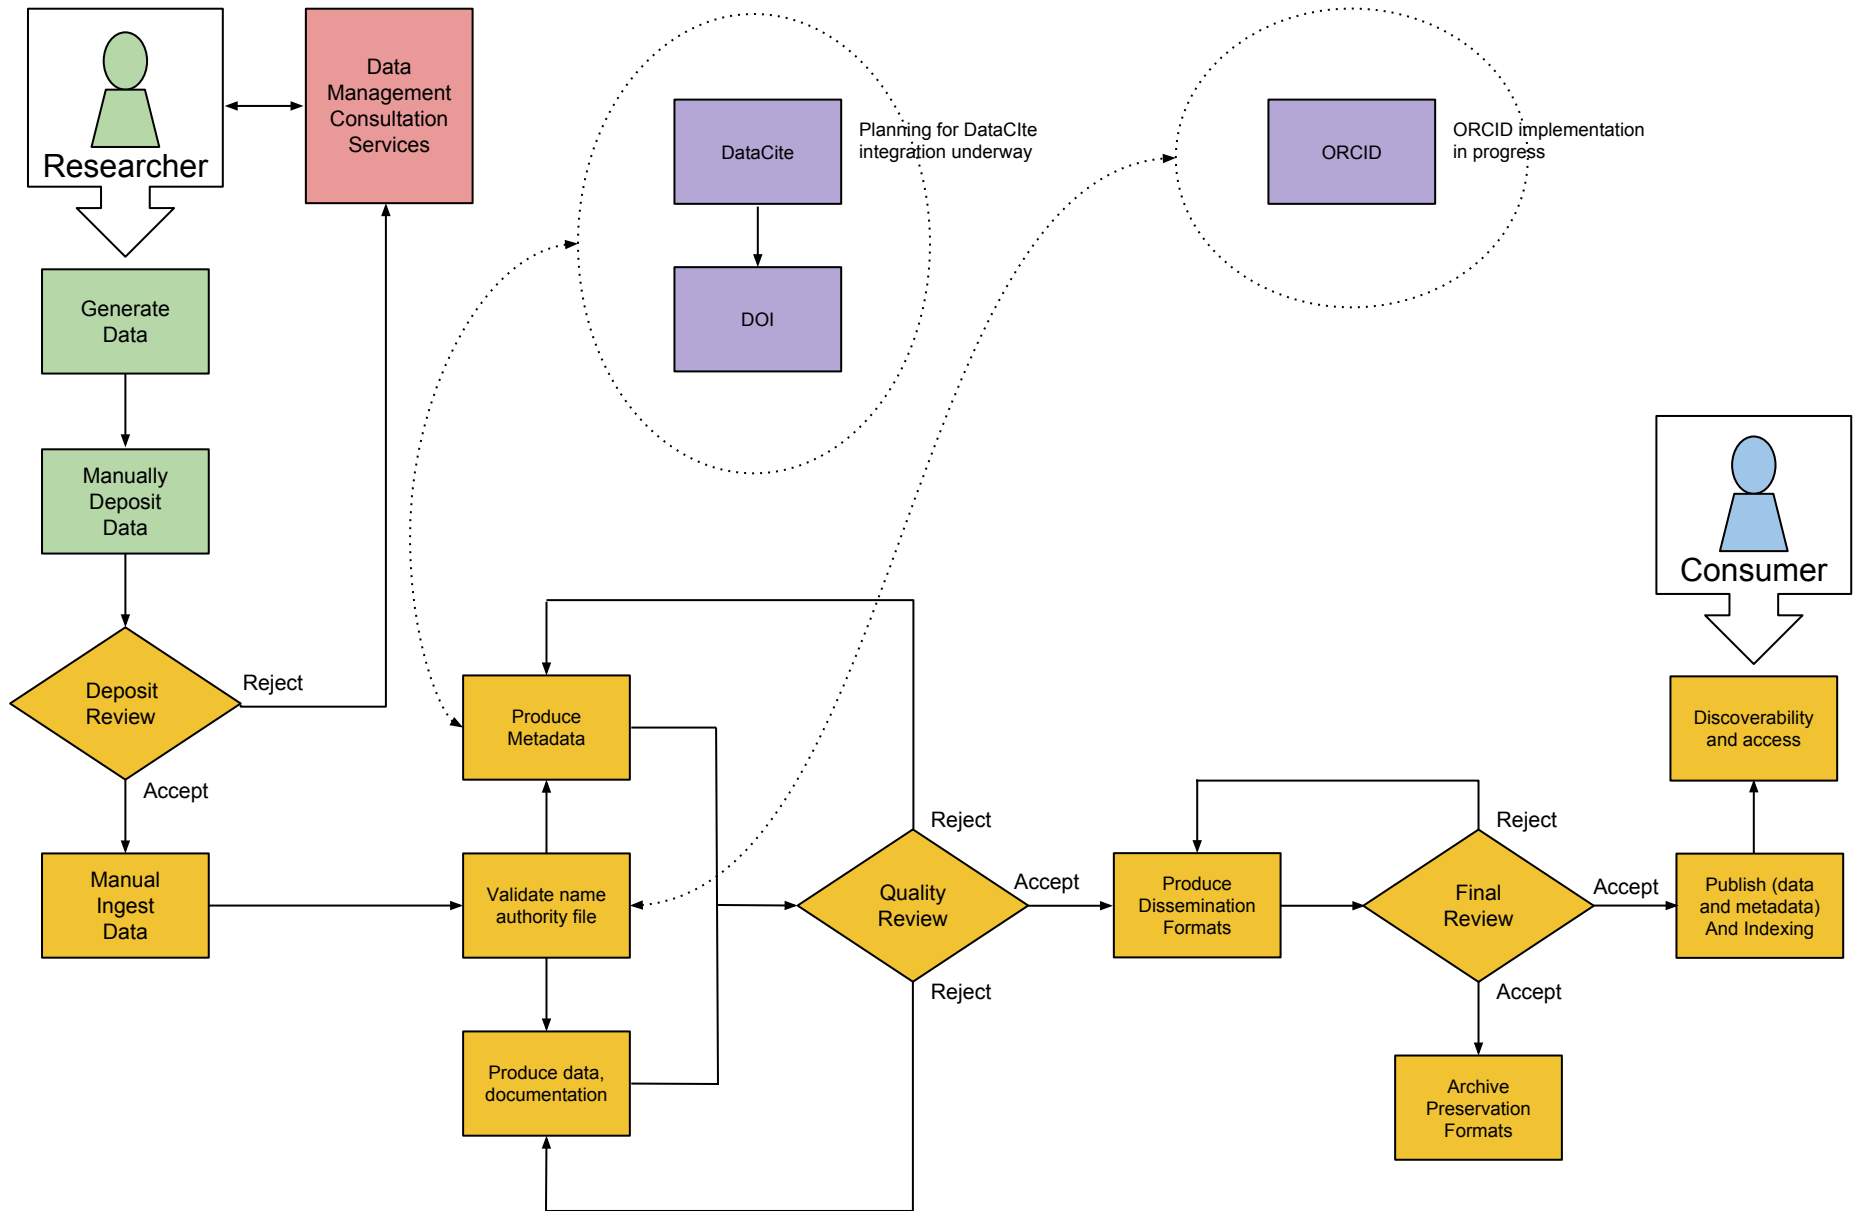 Researcher
Data
Management
Consultation
Services
DataCite
Planning for DataCIte
integration underway
ORCID
ORCID implementation
in progress
DOI
Generate
Data
Manually
Deposit
Data
Consumer
Deposit
Review
Reject
Accept
Produce
Metadata
Discoverability
and access
Manual
Ingest
Data
Validate name
authority file
Reject
Quality
Review
Accept
Reject
Produce
Dissemination
Formats
Reject
Final
Review
Accept
Accept
Publish (data
and metadata)
And Indexing
Produce data,
documentation
Archive
Preservation
Formats